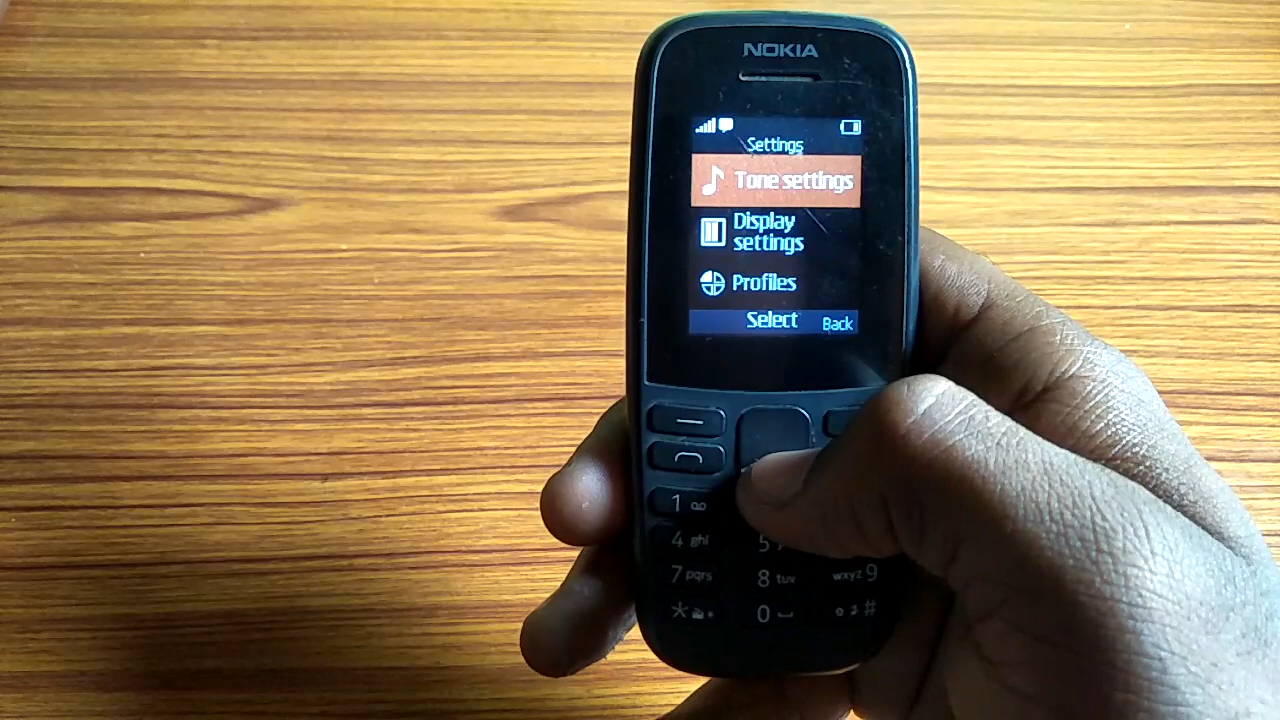 NOKIA
Settings
Tone settings
Display
settings
Profiles
Select Back
1
4 ghi 5
7 pqrs 8 tuv wxyz 9
* 0 #